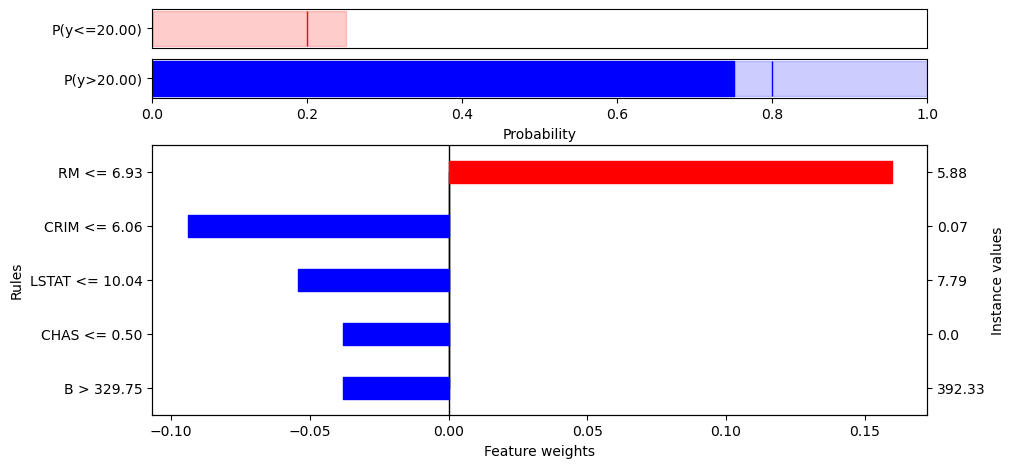 P(y<=20.00)
P(y>20.00)
0.0 0.2 0.4 0.6 0.8 1.0
Probability
RM <= 6.93 5.88
CRIM <= 6.06 0.07
LSTAT <= 10.04 7.79
CHAS <= 0.50 0.0
B > 329.75 392.33
Rules
Instance values
−0.10 −0.05 0.00 0.05 0.10 0.15
Feature weights